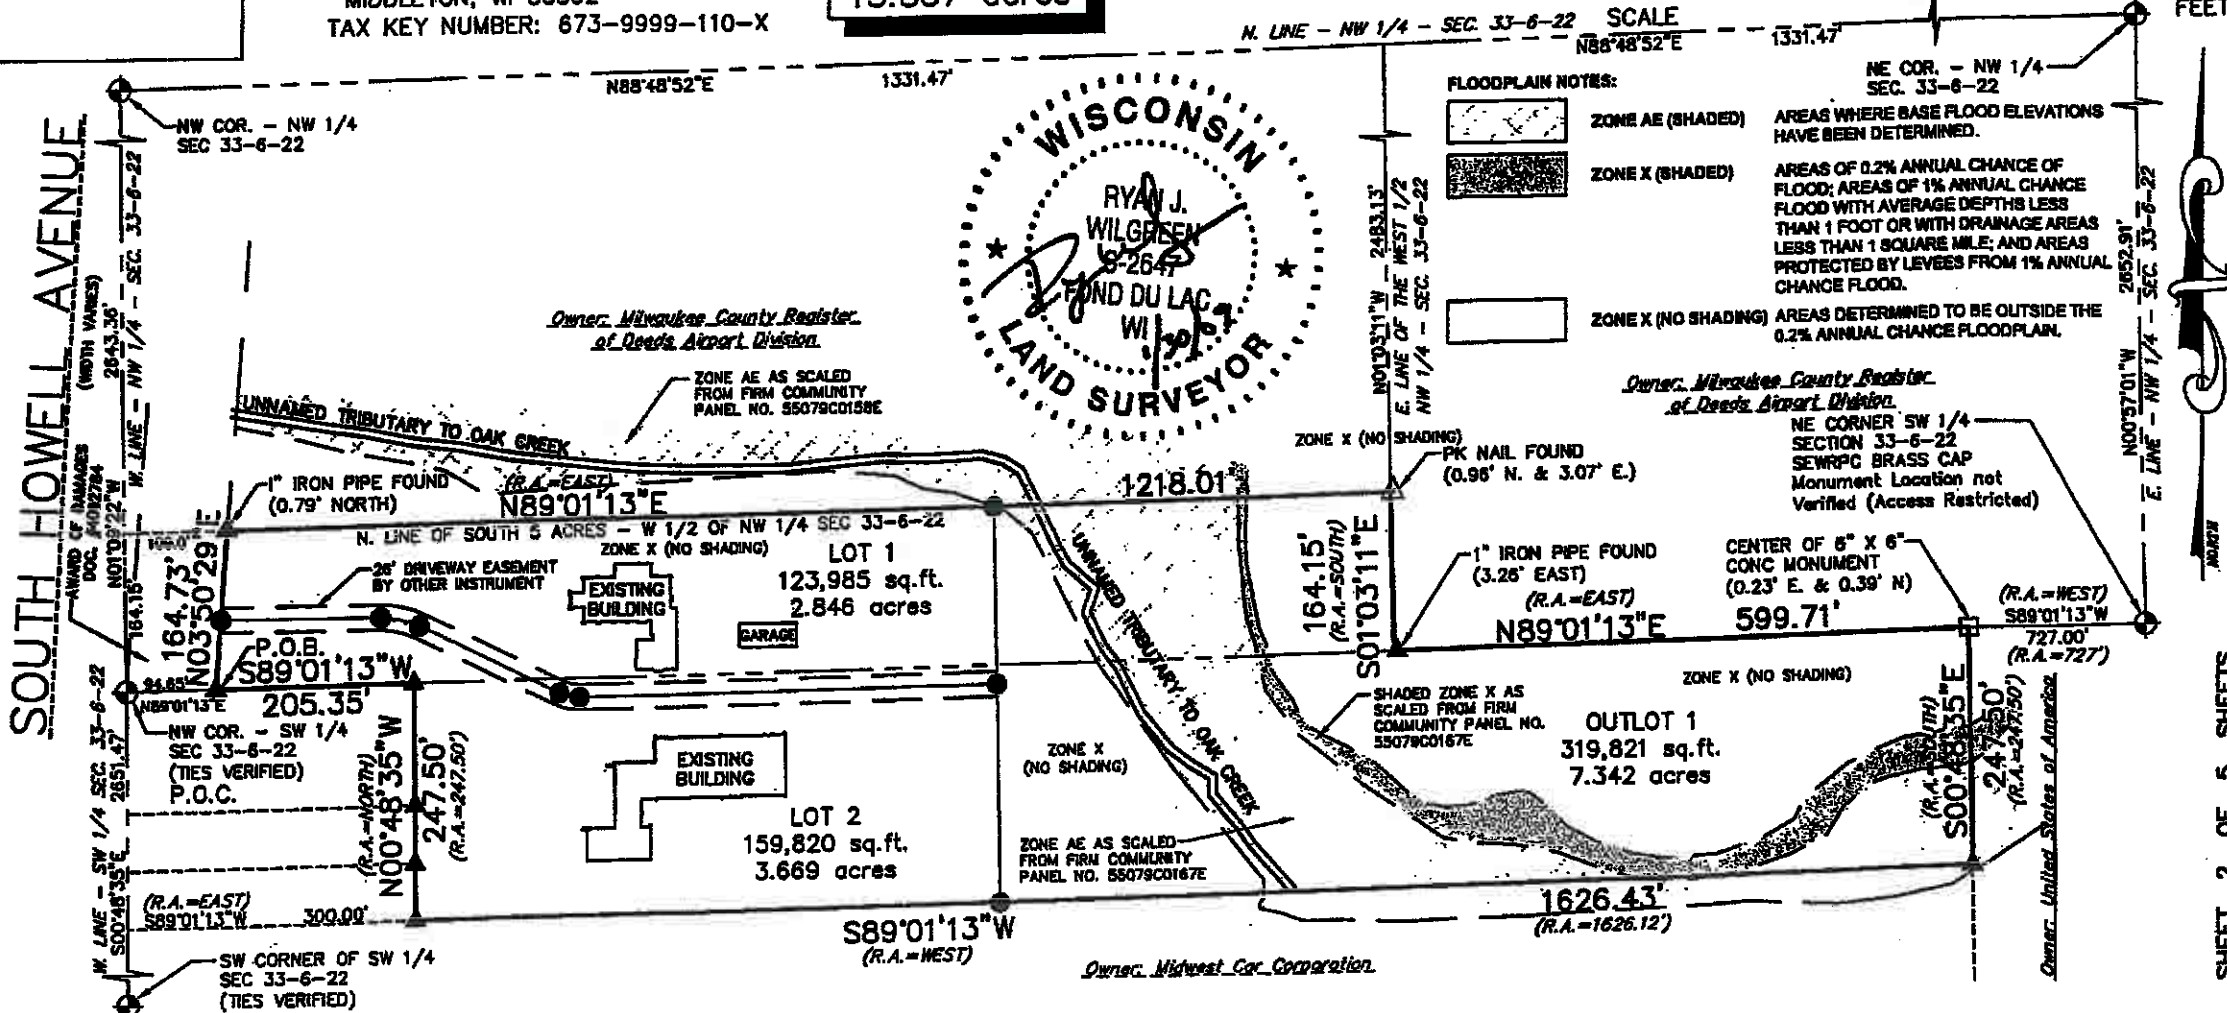 TAX KEY NUMBER: 673-9999-110-X
SCALE
FEET
N. LINE - NW 1/4 - SEC. 33-6-22
N88°48'52"E
1331.47'
N88°48'52"E
1331.47'
NW COR. - NW 1/4
SEC 33-6-22
NE COR. - NW 1/4
SEC. 33-6-22
FLOODPLAIN NOTES:
ZONE AE (SHADED)
AREAS WHERE BASE FLOOD ELEVATIONS
HAVE BEEN DETERMINED.
ZONE X (SHADED)
AREAS OF 0.2% ANNUAL CHANCE OF
FLOOD; AREAS OF 1% ANNUAL CHANCE
FLOOD WITH AVERAGE DEPTHS LESS
THAN 1 FOOT OR WITH DRAINAGE AREAS
LESS THAN 1 SQUARE MILE; AND AREAS
PROTECTED BY LEVEES FROM 1% ANNUAL
CHANCE FLOOD.
ZONE X (NO SHADING)
AREAS DETERMINED TO BE OUTSIDE THE
0.2% ANNUAL CHANCE FLOODPLAIN.
WISCONSIN
RYAN J.
WILGREEN
S-2647
FOND DU LAC
WI
LAND SURVEYOR
SOUTH HOWELL AVENUE
(WIDTH VARIES)
AWARD OF DAMAGES
2643.36'
W. LINE - NW 1/4 - SEC. 33-6-22
164.15'
Owner: Milwaukee County Register
of Deeds Airport Division
ZONE AE AS SCALED
FROM FIRM COMMUNITY
PANEL NO. 55079C0158E
UNNAMED TRIBUTARY TO OAK CREEK
N01°03'11"W 2483.13'
E. LINE OF THE WEST 1/2
NW 1/4 - SEC. 33-6-22
N00°57'01"W 2652.91'
E. LINE - NW 1/4 - SEC. 33-6-22
NORTH
Owner: Milwaukee County Register
of Deeds Airport Division
NE CORNER SW 1/4
SECTION 33-6-22
SEWRPC BRASS CAP
Monument Location not
Verified (Access Restricted)
ZONE X (NO SHADING)
PK NAIL FOUND
(0.96' N. & 3.07' E.)
1" IRON PIPE FOUND
(0.79' NORTH)
(R.A.=EAST)
N89°01'13"E
1218.01'
N. LINE OF SOUTH 5 ACRES - W 1/2 OF NW 1/4 SEC 33-6-22
100.0'
164.73'
N03°50'29"E
ZONE X (NO SHADING)
26' DRIVEWAY EASEMENT
BY OTHER INSTRUMENT
EXISTING
BUILDING
LOT 1
123,985 sq.ft.
2.846 acres
GARAGE
UNNAMED TRIBUTARY TO OAK CREEK
164.15'
(R.A.=SOUTH)
S01°03'11"E
1" IRON PIPE FOUND
(3.26' EAST)
CENTER OF 6" X 6"
CONC MONUMENT
(0.23' E. & 0.39' N)
(R.A.=EAST)
N89°01'13"E
599.71'
(R.A.=WEST)
S89°01'13"W
727.00'
(R.A.=727')
P.O.B.
S89°01'13"W
205.35'
94.65'
N89°01'13"E
NW COR. - SW 1/4
SEC 33-6-22
(TIES VERIFIED)
P.O.C.
W. LINE - SW 1/4 SEC. 33-6-22
S00°48'35"E 2651.47'
(R.A.=NORTH)
N00°48'35"W
247.50'
(R.A.=247.50')
EXISTING
BUILDING
LOT 2
159,820 sq.ft.
3.669 acres
ZONE X
(NO SHADING)
ZONE AE AS SCALED
FROM FIRM COMMUNITY
PANEL NO. 55079C0167E
SHADED ZONE X AS
SCALED FROM FIRM
COMMUNITY PANEL NO.
55079C0167E
ZONE X (NO SHADING)
OUTLOT 1
319,821 sq.ft.
7.342 acres
(R.A.=SOUTH)
S00°48'35"E
247.50'
(R.A.=247.50')
Owner: United States of America
(R.A.=EAST)
S89°01'13"W
300.00'
S89°01'13"W
(R.A.=WEST)
1626.43'
(R.A.=1626.12')
SW CORNER OF SW 1/4
SEC 33-6-22
(TIES VERIFIED)
Owner: Midwest Car Corporation
SHEET 2 OF 5 SHEETS